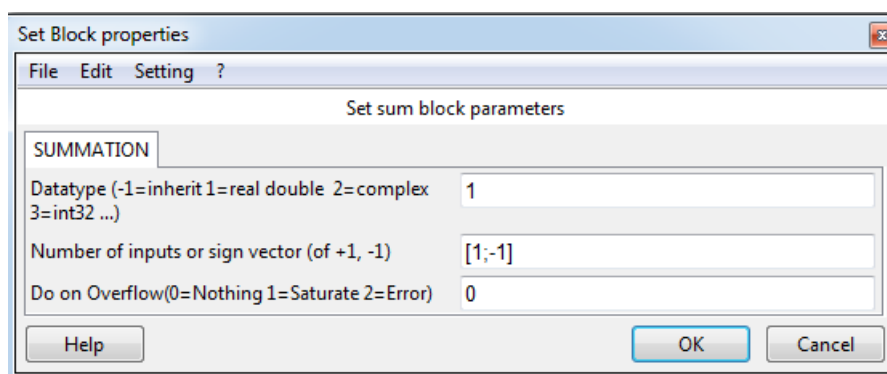 Set Block properties
File Edit Setting ?
Set sum block parameters
SUMMATION
Datatype (-1=inherit 1=real double 2=complex
3=int32 ...)
1
Number of inputs or sign vector (of +1, -1)
[1;-1]
Do on Overflow(0=Nothing 1=Saturate 2=Error)
0
Help
OK
Cancel